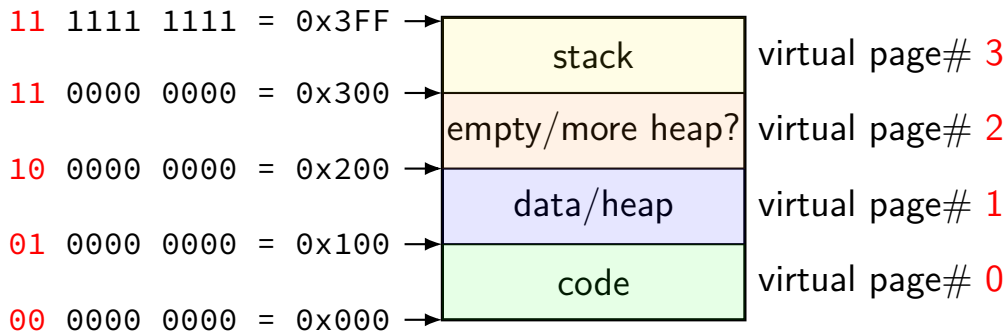 11 1111 1111 = 0x3FF
stack
virtual page# 3
11 0000 0000 = 0x300
empty/more heap?
virtual page# 2
10 0000 0000 = 0x200
data/heap
virtual page# 1
01 0000 0000 = 0x100
code
virtual page# 0
00 0000 0000 = 0x000